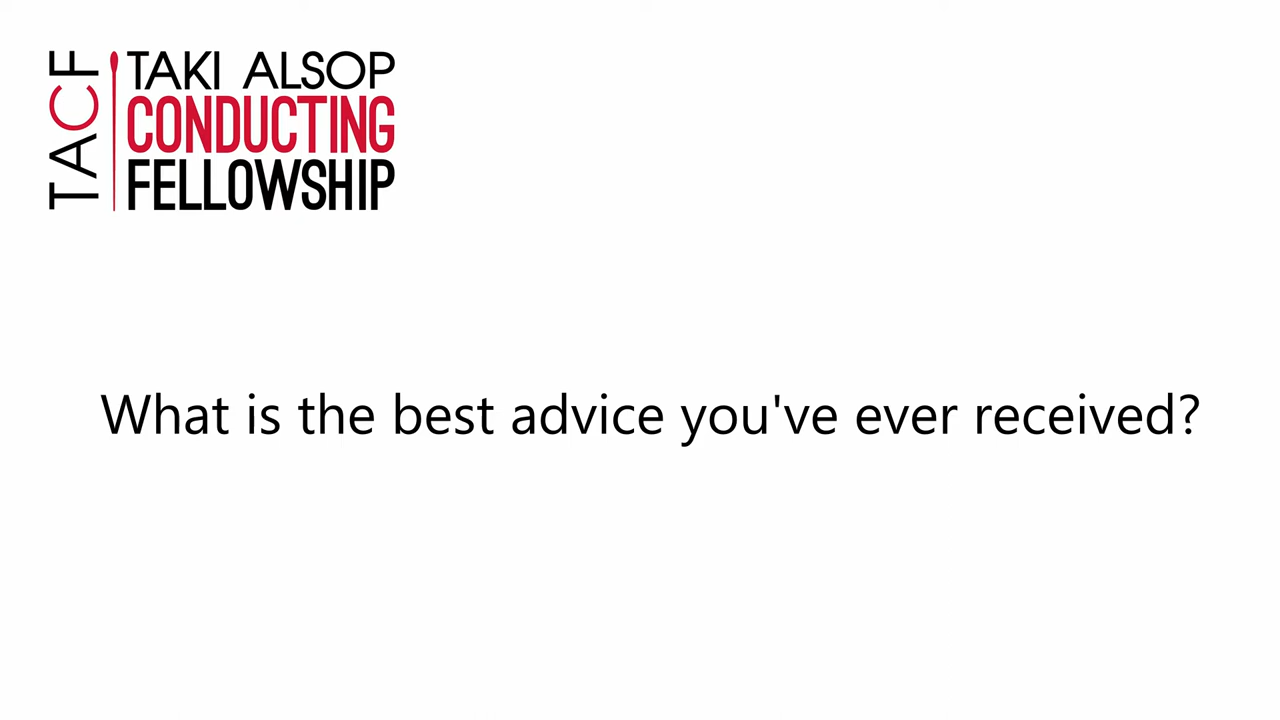 TACF
TAKI ALSOP
CONDUCTING
FELLOWSHIP
What is the best advice you've ever received?